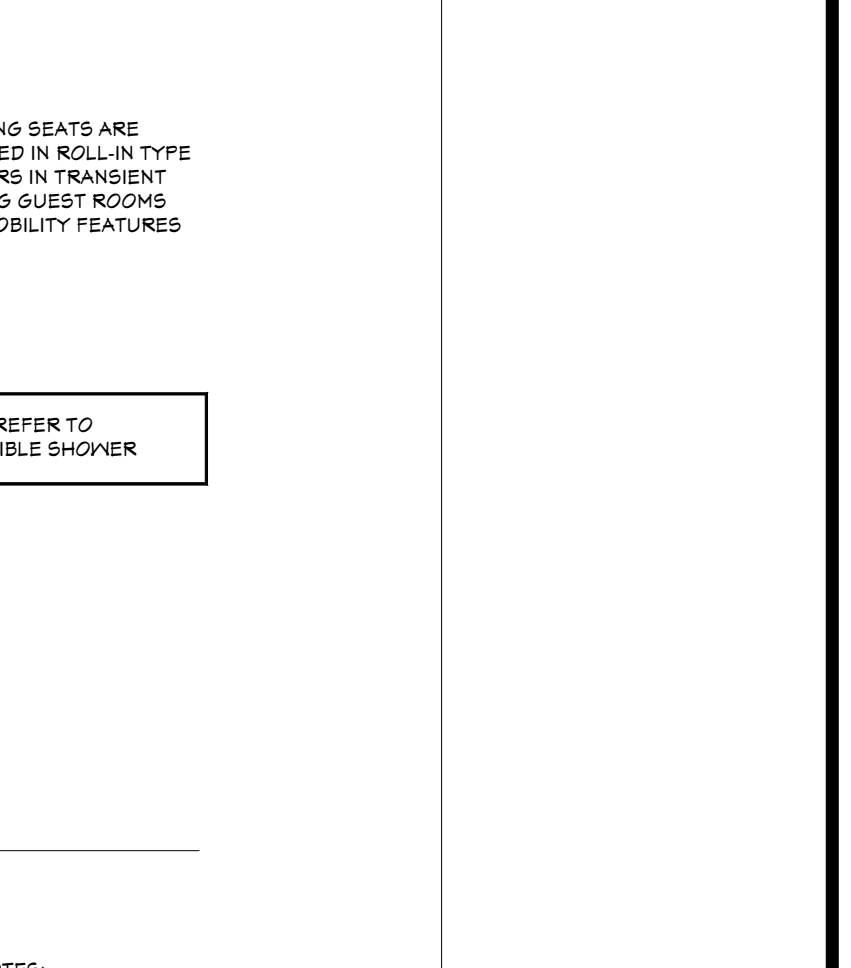 NG SEATS ARE
ED IN ROLL-IN TYPE
RS IN TRANSIENT
G GUEST ROOMS
OBILITY FEATURES
REFER TO
IBLE SHOWER